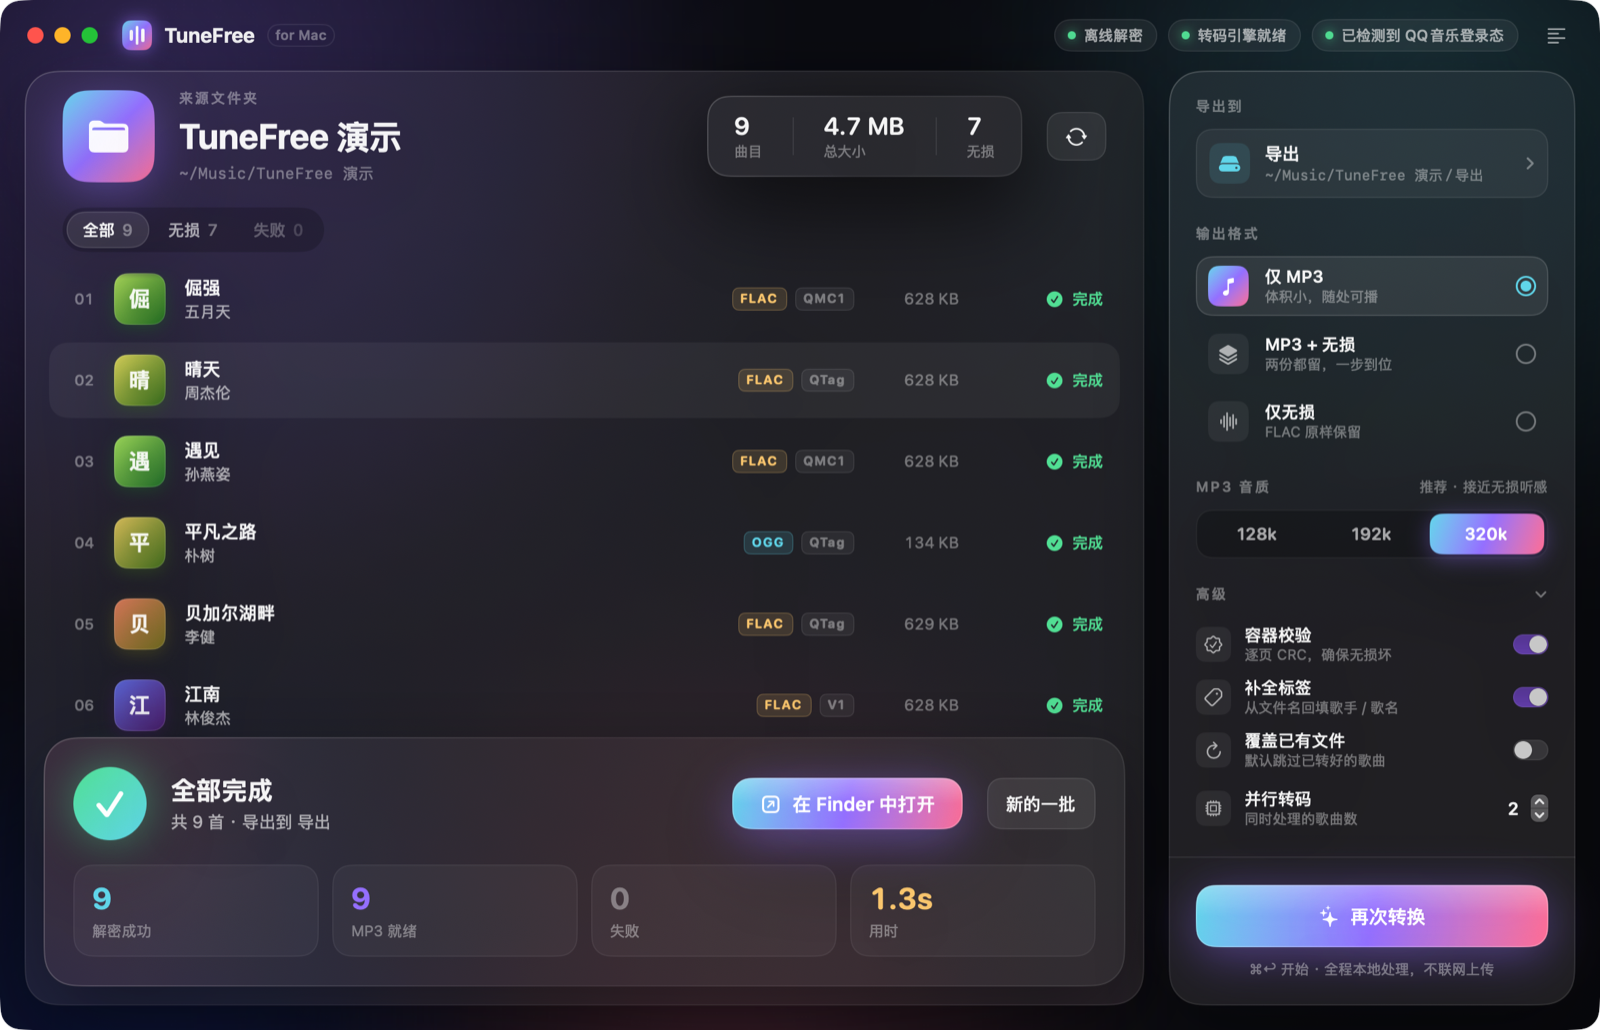 TuneFree for Mac
离线解密
转码引擎就绪
已检测到 QQ 音乐登录态
来源文件夹
TuneFree 演示
~/Music/TuneFree 演示
9
曲目
4.7 MB
总大小
7
无损
全部 9
无损 7
失败 0
01
倔
倔强
五月天
FLAC
QMC1
628 KB
完成
02
晴
晴天
周杰伦
FLAC
QTag
628 KB
完成
03
遇
遇见
孙燕姿
FLAC
QMC1
628 KB
完成
04
平
平凡之路
朴树
OGG
QTag
134 KB
完成
05
贝
贝加尔湖畔
李健
FLAC
QTag
629 KB
完成
06
江
江南
林俊杰
FLAC
V1
628 KB
完成
全部完成
共 9 首 · 导出到 导出
在 Finder 中打开
新的一批
9
解密成功
9
MP3 就绪
0
失败
1.3s
用时
导出到
导出
~/Music/TuneFree 演示/导出
输出格式
仅 MP3
体积小，随处可播
MP3 + 无损
两份都留，一步到位
仅无损
FLAC 原样保留
MP3 音质
推荐 · 接近无损听感
128k
192k
320k
高级
容器校验
逐页 CRC，确保无损坏
补全标签
从文件名回填歌手 / 歌名
覆盖已有文件
默认跳过已转好的歌曲
并行转码
同时处理的歌曲数
2
再次转换
⌘↩ 开始 · 全程本地处理，不联网上传